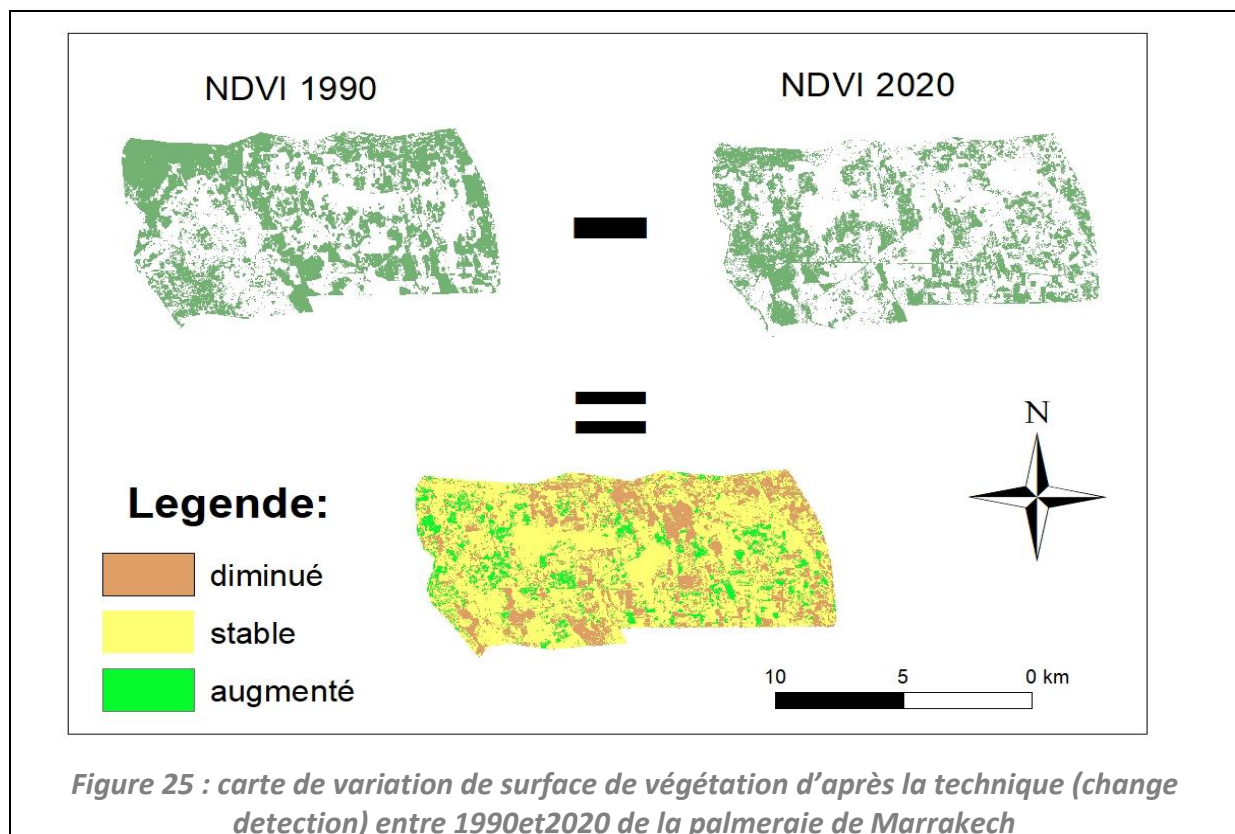 NDVI 1990
NDVI 2020
N
Legende:
diminué
stable
augmenté
10 5 0 km
Figure 25 : carte de variation de surface de végétation d’après la technique (change
detection) entre 1990et2020 de la palmeraie de Marrakech